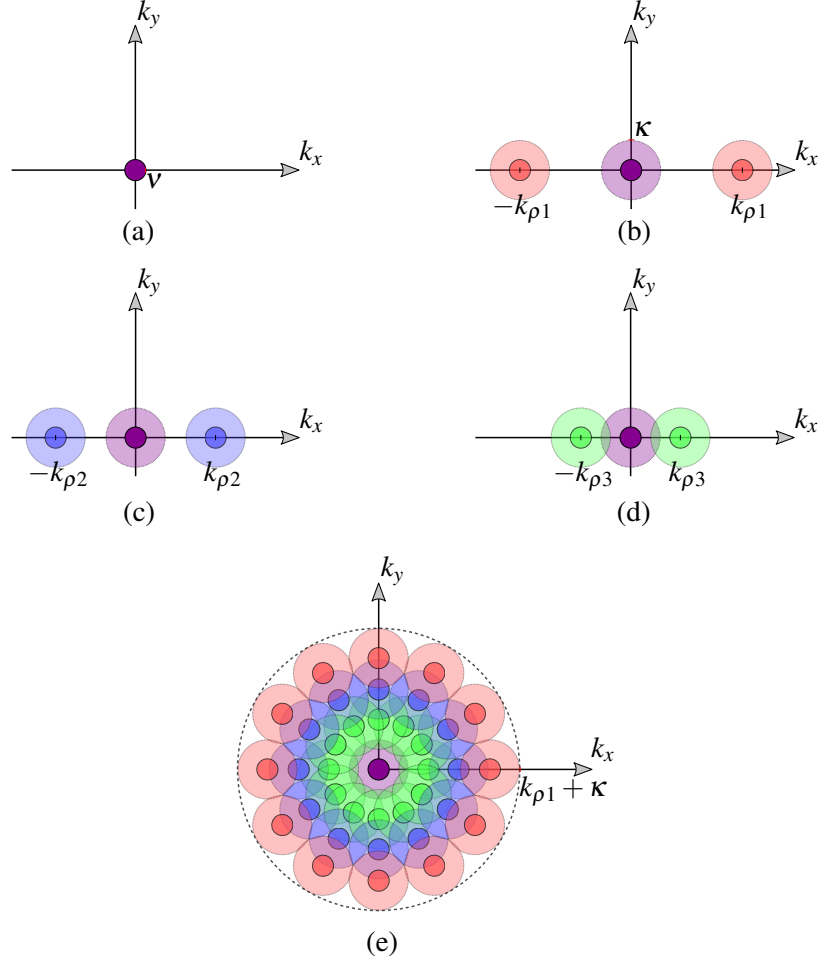 k_y
k_x
ν
(a)
k_y
κ
k_x
−k_ρ1
k_ρ1
(b)
k_y
k_x
−k_ρ2
k_ρ2
(c)
k_y
k_x
−k_ρ3
k_ρ3
(d)
k_y
k_x
k_ρ1 + κ
(e)